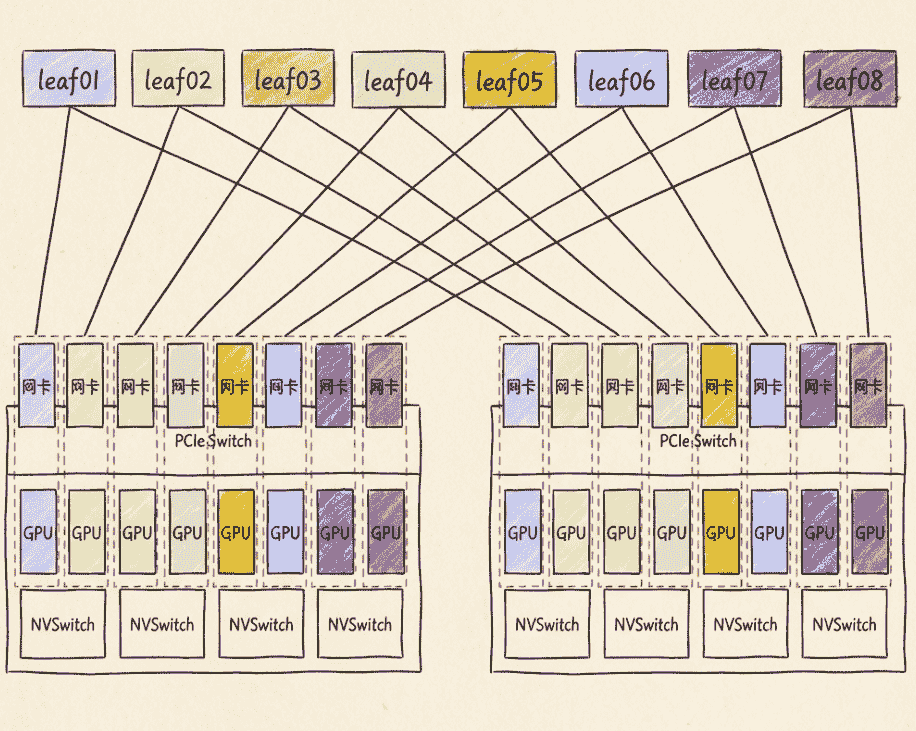 leaf01 leaf02 leaf03 leaf04 leaf05 leaf06 leaf07 leaf08
网卡 网卡 网卡 网卡 网卡 网卡 网卡 网卡 网卡 网卡 网卡 网卡 网卡 网卡 网卡 网卡
PCIe Switch PCIe Switch
GPU GPU GPU GPU GPU GPU GPU GPU GPU GPU GPU GPU GPU GPU GPU GPU
NVSwitch NVSwitch NVSwitch NVSwitch NVSwitch NVSwitch NVSwitch NVSwitch